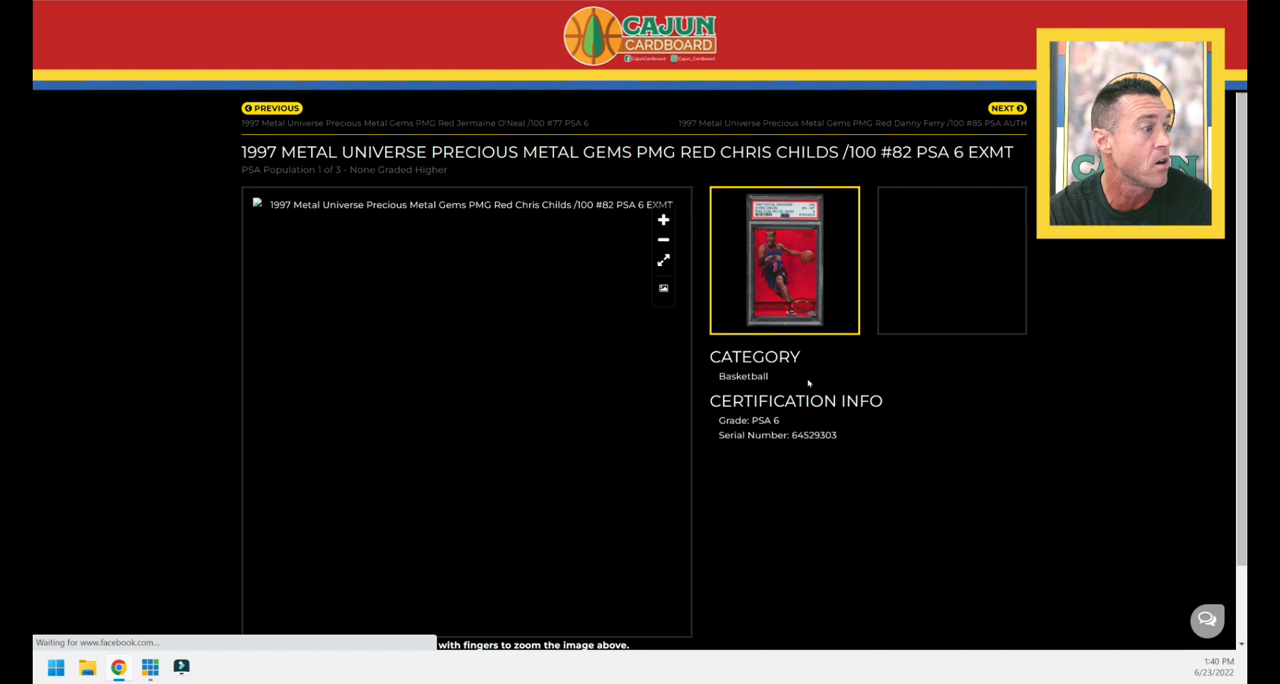 CAJUN
CARDBOARD
CajunCardboard
Cajun_Cardboard
PREVIOUS
NEXT
1997 Metal Universe Precious Metal Gems PMG Red Jermaine O'Neal /100 #77 PSA 6
1997 Metal Universe Precious Metal Gems PMG Red Danny Ferry /100 #85 PSA AUTH
1997 METAL UNIVERSE PRECIOUS METAL GEMS PMG RED CHRIS CHILDS /100 #82 PSA 6 EXMT
PSA Population 1 of 3 - None Graded Higher
1997 Metal Universe Precious Metal Gems PMG Red Chris Childs /100 #82 PSA 6 EXMT
CATEGORY
Basketball
CERTIFICATION INFO
Grade: PSA 6
Serial Number: 64529303
with fingers to zoom the image above.
Waiting for www.facebook.com...
1:40 PM
6/23/2022